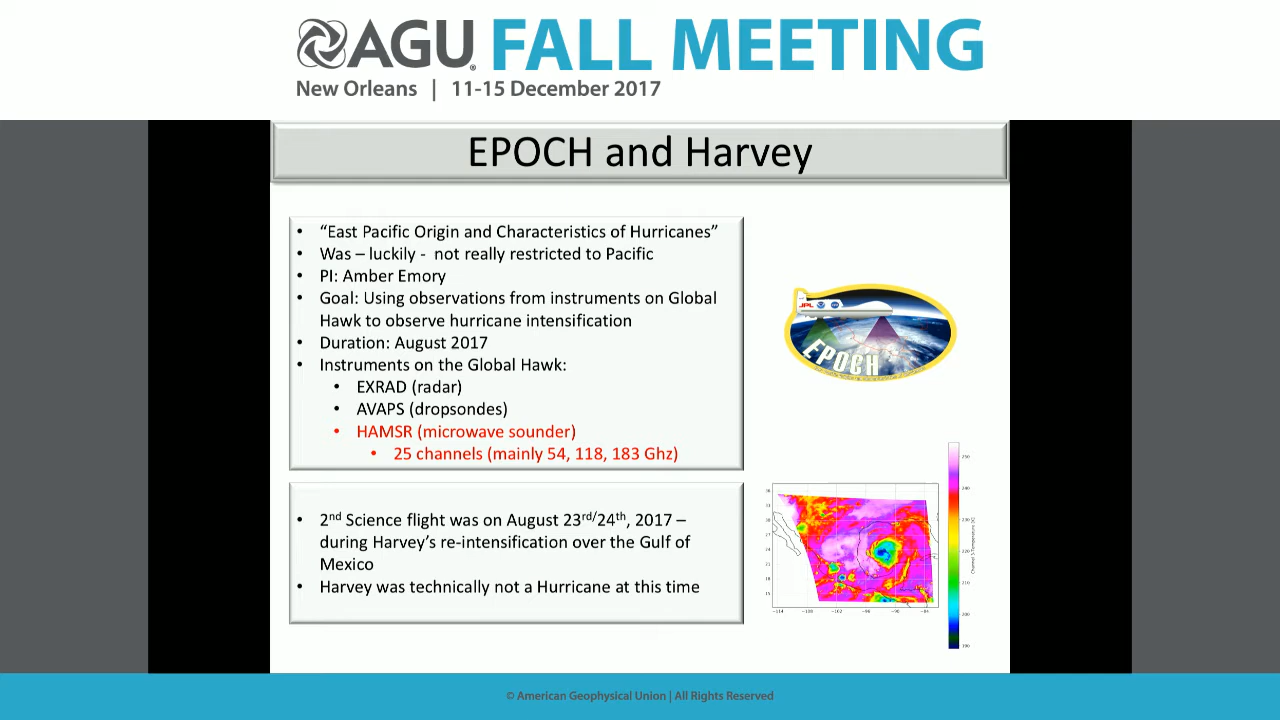 AGU FALL MEETING
New Orleans | 11-15 December 2017
EPOCH and Harvey
• “East Pacific Origin and Characteristics of Hurricanes”
• Was – luckily - not really restricted to Pacific
• PI: Amber Emory
• Goal: Using observations from instruments on Global
Hawk to observe hurricane intensification
• Duration: August 2017
• Instruments on the Global Hawk:
• EXRAD (radar)
• AVAPS (dropsondes)
• HAMSR (microwave sounder)
• 25 channels (mainly 54, 118, 183 Ghz)
JPL
EPOCH
• 2nd Science flight was on August 23rd/24th, 2017 –
during Harvey’s re-intensification over the Gulf of
Mexico
• Harvey was technically not a Hurricane at this time
© American Geophysical Union | All Rights Reserved